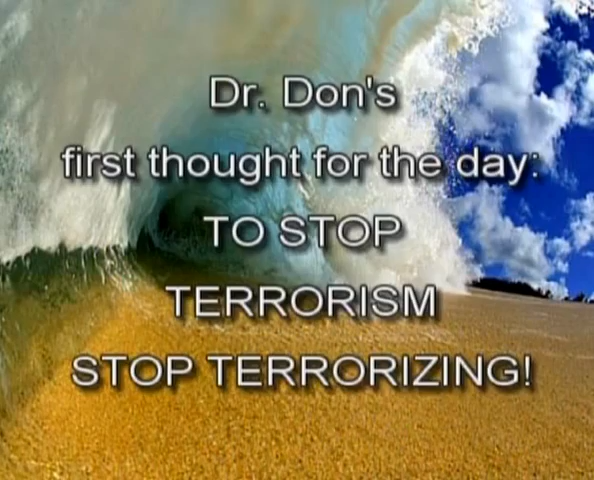 Dr. Don's
first thought for the day:
TO STOP
TERRORISM
STOP TERRORIZING!